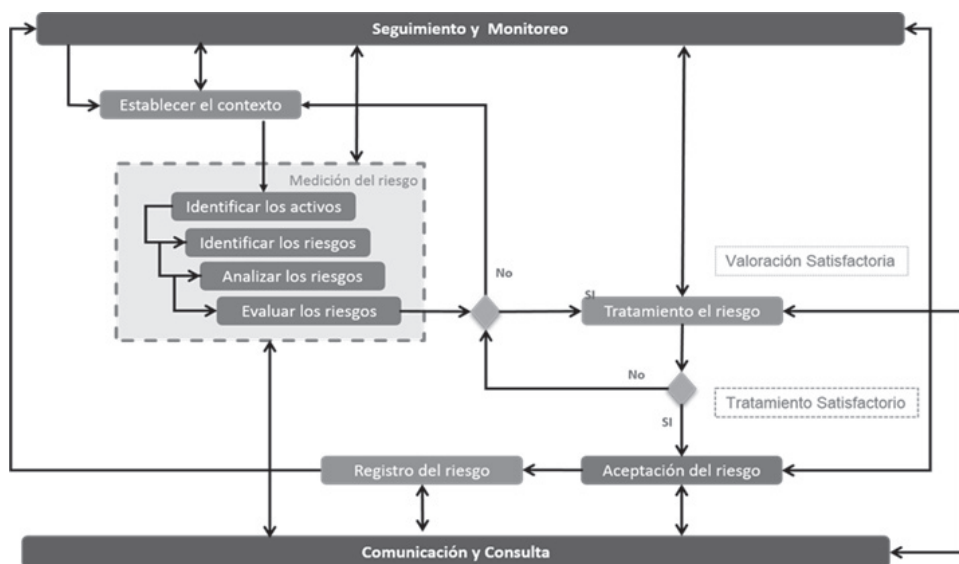 Seguimiento y Monitoreo
Establecer el contexto
Medición del riesgo
Identificar los activos
Identificar los riesgos
Analizar los riesgos
Evaluar los riesgos
No
SI
Valoración Satisfactoria
Tratamiento el riesgo
No
SI
Tratamiento Satisfactorio
Registro del riesgo
Aceptación del riesgo
Comunicación y Consulta